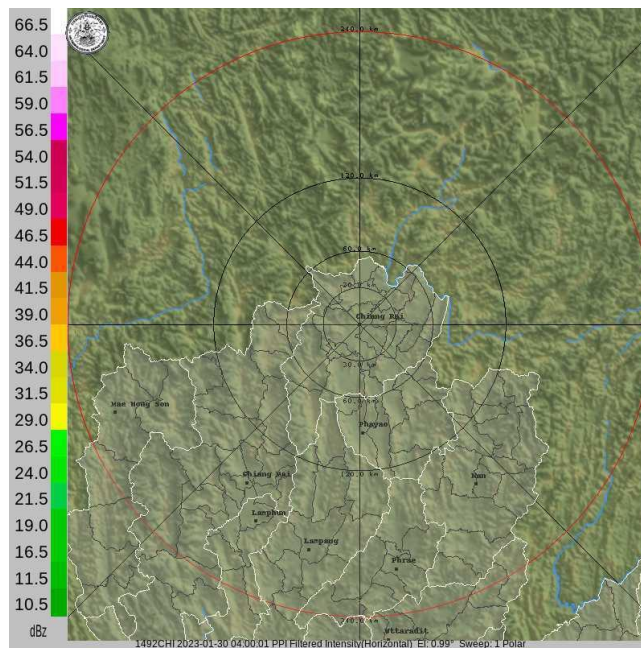 66.5
64.0
61.5
59.0
56.5
54.0
51.5
49.0
46.5
44.0
41.5
39.0
36.5
34.0
31.5
29.0
26.5
24.0
21.5
19.0
16.5
11.5
10.5
dBz
240.0 km
120.0 km
60.0 km
Chiang Rai
60.0 km
Mae Hong Son
Phayao
120.0 km
Chiang Mai
Nan
Lamphun
Lampang
Phrae
240.0 km
Uttaradit
1492CHI 2023-01-30 04:00:01 PPI Filtered Intensity(Horizontal) El: 0.99° Sweep: 1 Polar